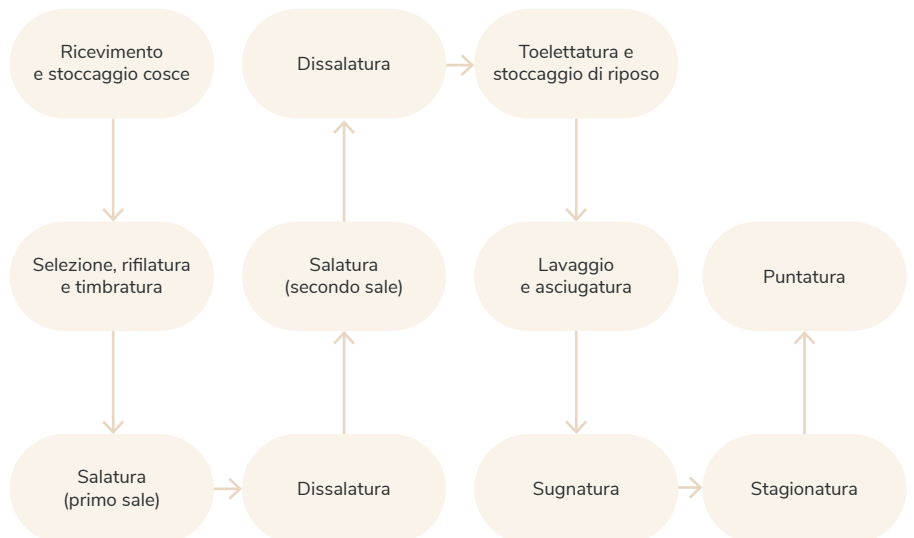 Ricevimento
e stoccaggio cosce
Selezione, rifilatura
e timbratura
Salatura
(primo sale)
Dissalatura
Salatura
(secondo sale)
Dissalatura
Toelettatura e
stoccaggio di riposo
Lavaggio
e asciugatura
Sugnatura
Stagionatura
Puntatura